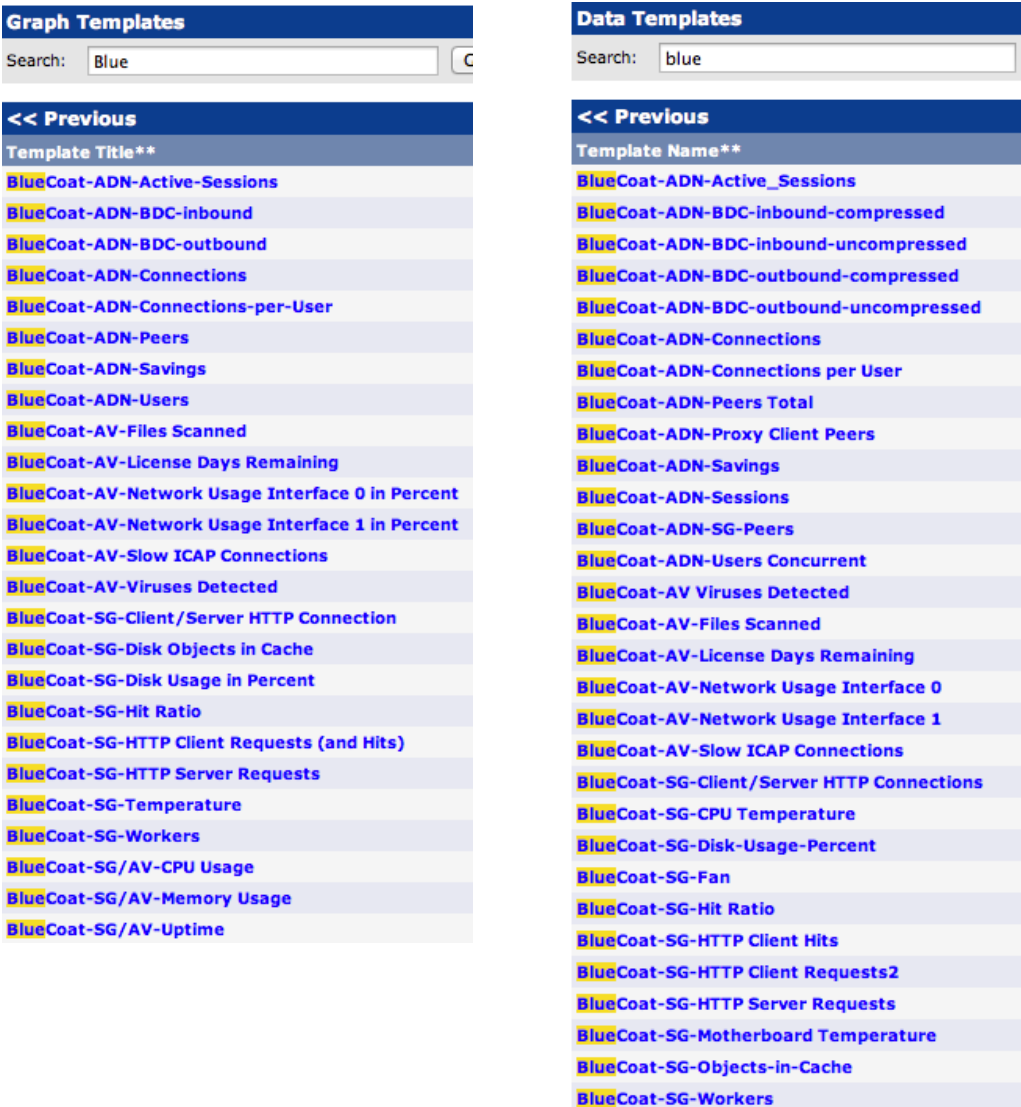 Graph Templates
Search: Blue
<< Previous
Template Title**
BlueCoat-ADN-Active-Sessions
BlueCoat-ADN-BDC-inbound
BlueCoat-ADN-BDC-outbound
BlueCoat-ADN-Connections
BlueCoat-ADN-Connections-per-User
BlueCoat-ADN-Peers
BlueCoat-ADN-Savings
BlueCoat-ADN-Users
BlueCoat-AV-Files Scanned
BlueCoat-AV-License Days Remaining
BlueCoat-AV-Network Usage Interface 0 in Percent
BlueCoat-AV-Network Usage Interface 1 in Percent
BlueCoat-AV-Slow ICAP Connections
BlueCoat-AV-Viruses Detected
BlueCoat-SG-Client/Server HTTP Connection
BlueCoat-SG-Disk Objects in Cache
BlueCoat-SG-Disk Usage in Percent
BlueCoat-SG-Hit Ratio
BlueCoat-SG-HTTP Client Requests (and Hits)
BlueCoat-SG-HTTP Server Requests
BlueCoat-SG-Temperature
BlueCoat-SG-Workers
BlueCoat-SG/AV-CPU Usage
BlueCoat-SG/AV-Memory Usage
BlueCoat-SG/AV-Uptime
Data Templates
Search: blue
<< Previous
Template Name**
BlueCoat-ADN-Active_Sessions
BlueCoat-ADN-BDC-inbound-compressed
BlueCoat-ADN-BDC-inbound-uncompressed
BlueCoat-ADN-BDC-outbound-compressed
BlueCoat-ADN-BDC-outbound-uncompressed
BlueCoat-ADN-Connections
BlueCoat-ADN-Connections per User
BlueCoat-ADN-Peers Total
BlueCoat-ADN-Proxy Client Peers
BlueCoat-ADN-Savings
BlueCoat-ADN-Sessions
BlueCoat-ADN-SG-Peers
BlueCoat-ADN-Users Concurrent
BlueCoat-AV Viruses Detected
BlueCoat-AV-Files Scanned
BlueCoat-AV-License Days Remaining
BlueCoat-AV-Network Usage Interface 0
BlueCoat-AV-Network Usage Interface 1
BlueCoat-AV-Slow ICAP Connections
BlueCoat-SG-Client/Server HTTP Connections
BlueCoat-SG-CPU Temperature
BlueCoat-SG-Disk-Usage-Percent
BlueCoat-SG-Fan
BlueCoat-SG-Hit Ratio
BlueCoat-SG-HTTP Client Hits
BlueCoat-SG-HTTP Client Requests2
BlueCoat-SG-HTTP Server Requests
BlueCoat-SG-Motherboard Temperature
BlueCoat-SG-Objects-in-Cache
BlueCoat-SG-Workers